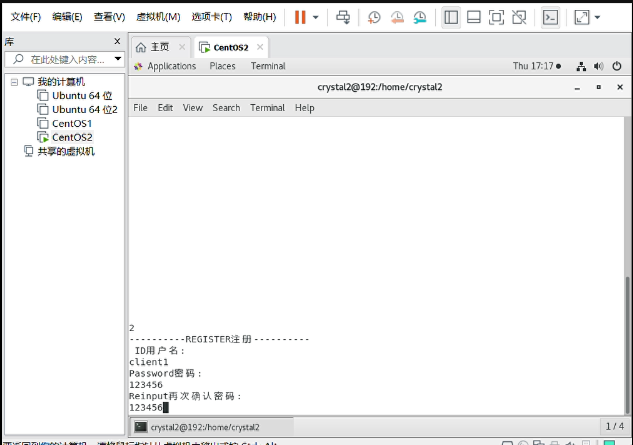 文件(F) 编辑(E) 查看(V) 虚拟机(M) 选项卡(T) 帮助(H)
库
在此处键入内容...
我的计算机
Ubuntu 64 位
Ubuntu 64 位2
CentOS1
CentOS2
共享的虚拟机
主页 CentOS2
Applications Places Terminal Thu 17:17
crystal2@192:/home/crystal2
File Edit View Search Terminal Help
2
----------REGISTER注册----------
ID用户名：
client1
Password密码：
123456
Reinput再次确认密码：
123456
crystal2@192:/home/crystal2 1 / 4